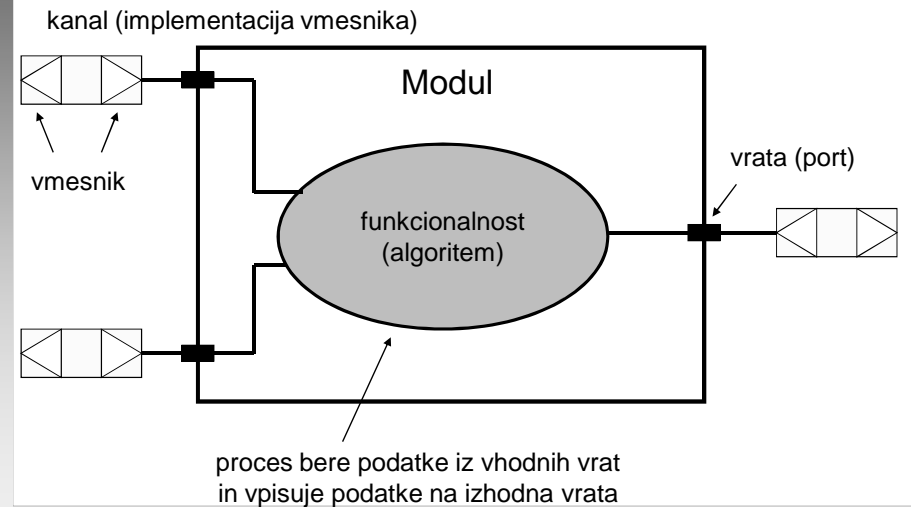 kanal (implementacija vmesnika)
Modul
vmesnik
vrata (port)
funkcionalnost
(algoritem)
proces bere podatke iz vhodnih vrat
in vpisuje podatke na izhodna vrata